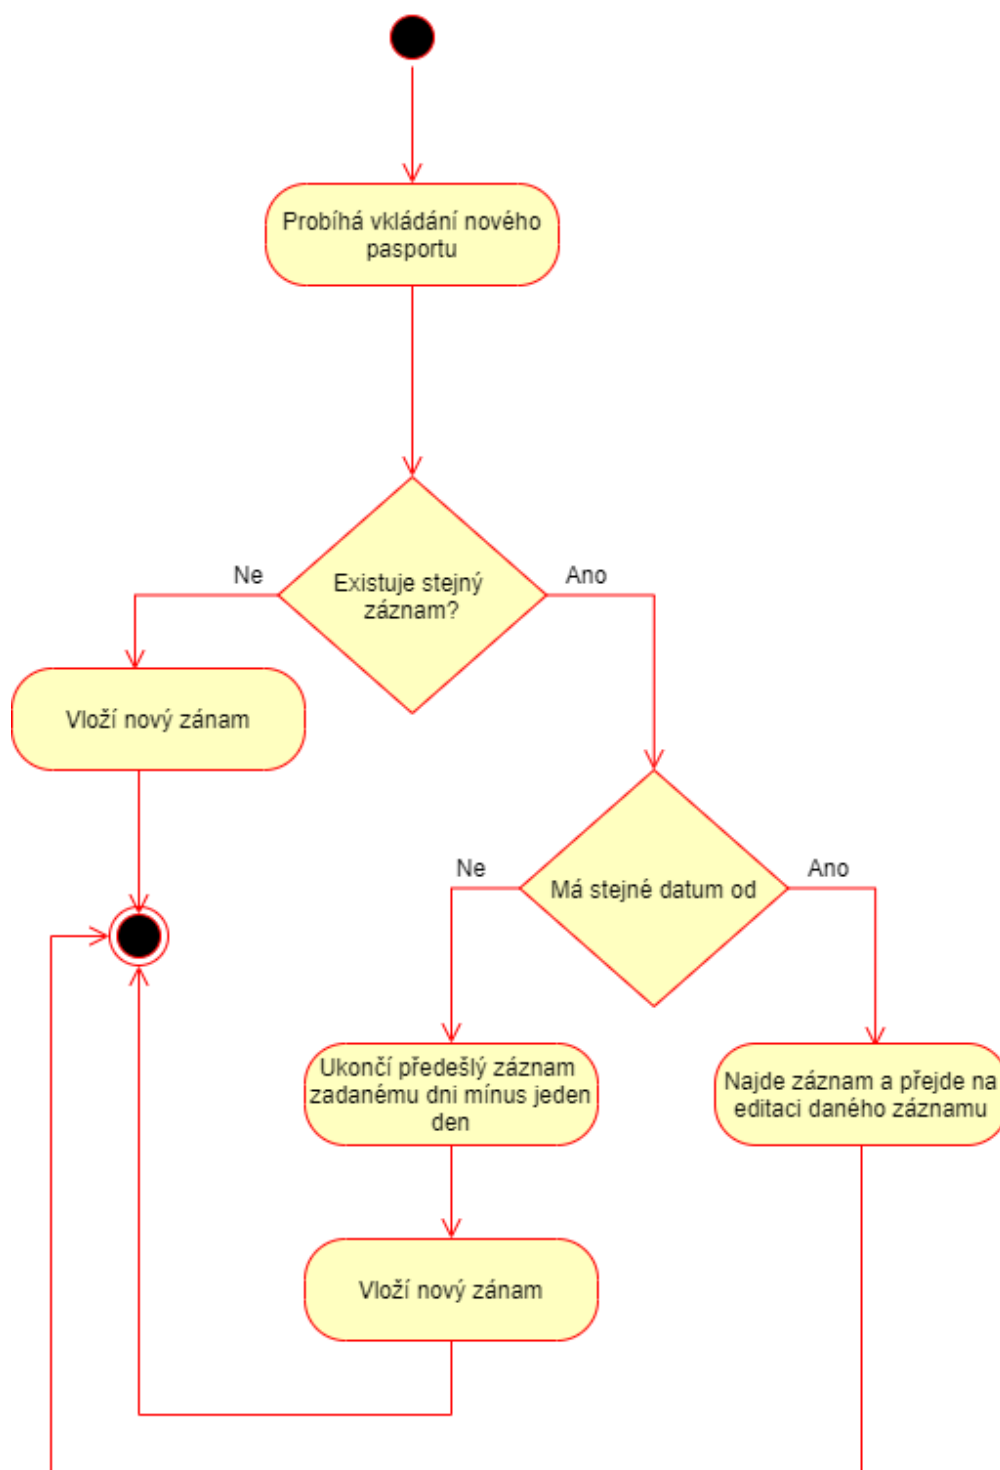 Probíhá vkládání nového
pasportu
Ne
Ano
Existuje stejný
záznam?
Vloží nový zánam
Ne
Ano
Má stejné datum od
Ukončí předešlý záznam
zadanému dni mínus jeden
den
Najde záznam a přejde na
editaci daného záznamu
Vloží nový zánam